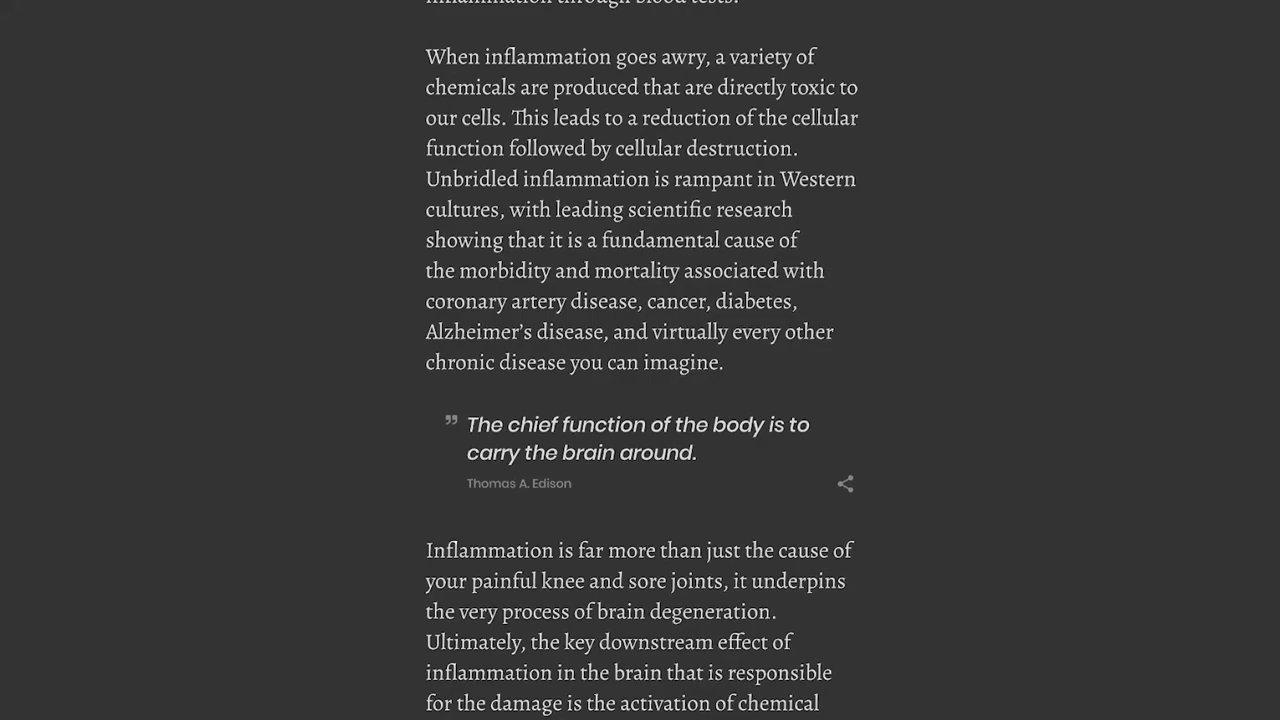 inflammation through blood tests.
When inflammation goes awry, a variety of
chemicals are produced that are directly toxic to
our cells. This leads to a reduction of the cellular
function followed by cellular destruction.
Unbridled inflammation is rampant in Western
cultures, with leading scientific research
showing that it is a fundamental cause of
the morbidity and mortality associated with
coronary artery disease, cancer, diabetes,
Alzheimer’s disease, and virtually every other
chronic disease you can imagine.
” The chief function of the body is to
carry the brain around.
Thomas A. Edison
Inflammation is far more than just the cause of
your painful knee and sore joints, it underpins
the very process of brain degeneration.
Ultimately, the key downstream effect of
inflammation in the brain that is responsible
for the damage is the activation of chemical